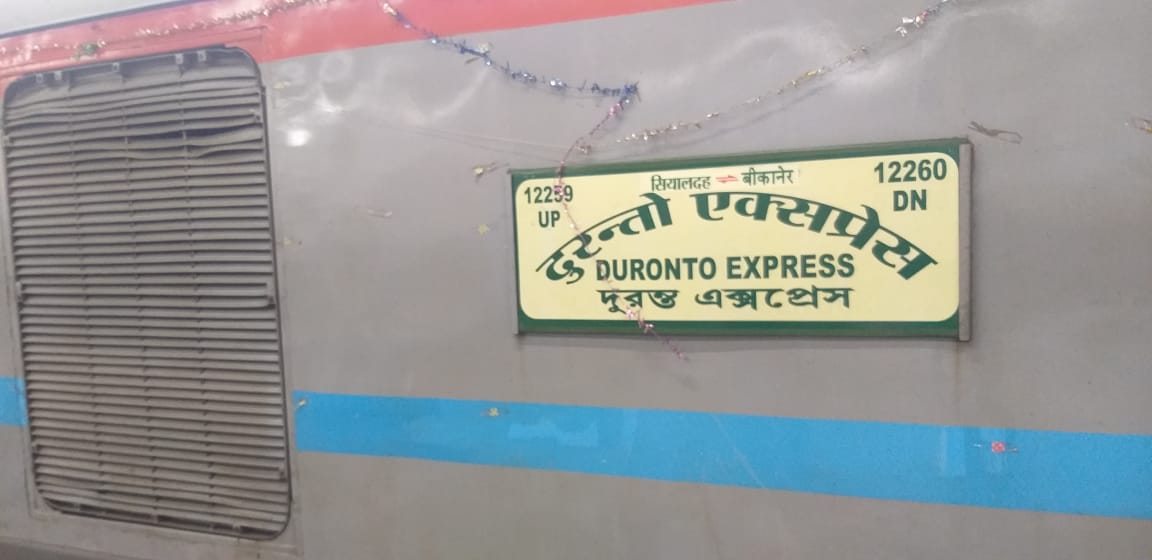 सियालदह ⇌ बीकानेर
12259 UP
12260 DN
दुरन्तो एक्सप्रेस
DURONTO EXPRESS
দুরন্ত এক্সপ্রেস